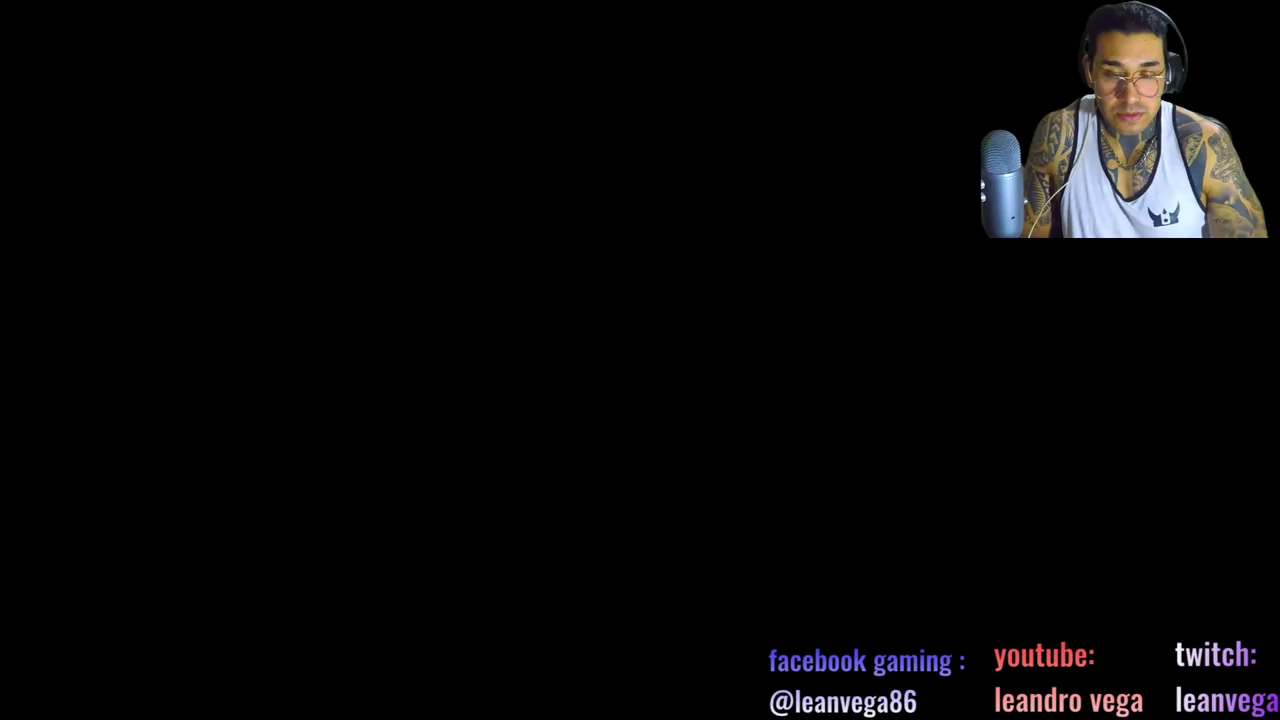 facebook gaming :
@leanvega86
youtube:
leandro vega
twitch:
leanvega